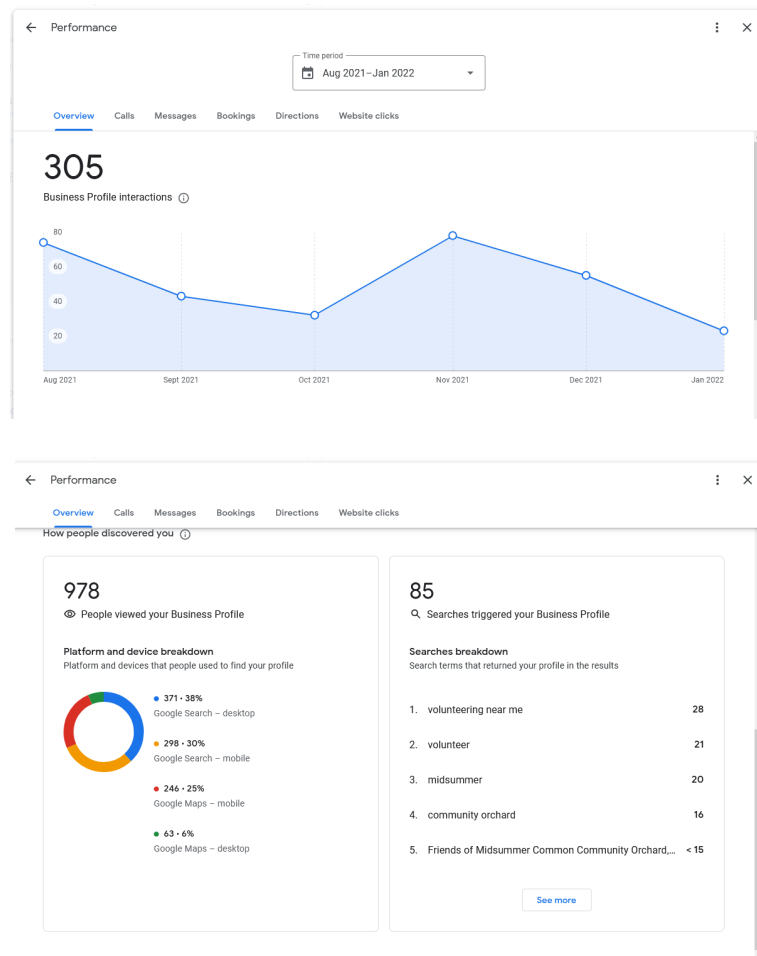 Performance
Time period
Aug 2021–Jan 2022
Overview Calls Messages Bookings Directions Website clicks
305
Business Profile interactions
80
60
40
20
Aug 2021 Sept 2021 Oct 2021 Nov 2021 Dec 2021 Jan 2022
Performance
Overview Calls Messages Bookings Directions Website clicks
How people discovered you
978
People viewed your Business Profile
Platform and device breakdown
Platform and devices that people used to find your profile
371 • 38%
Google Search – desktop
298 • 30%
Google Search – mobile
246 • 25%
Google Maps – mobile
63 • 6%
Google Maps – desktop
85
Searches triggered your Business Profile
Searches breakdown
Search terms that returned your profile in the results
1. volunteering near me 28
2. volunteer 21
3. midsummer 20
4. community orchard 16
5. Friends of Midsummer Common Community Orchard,... < 15
See more